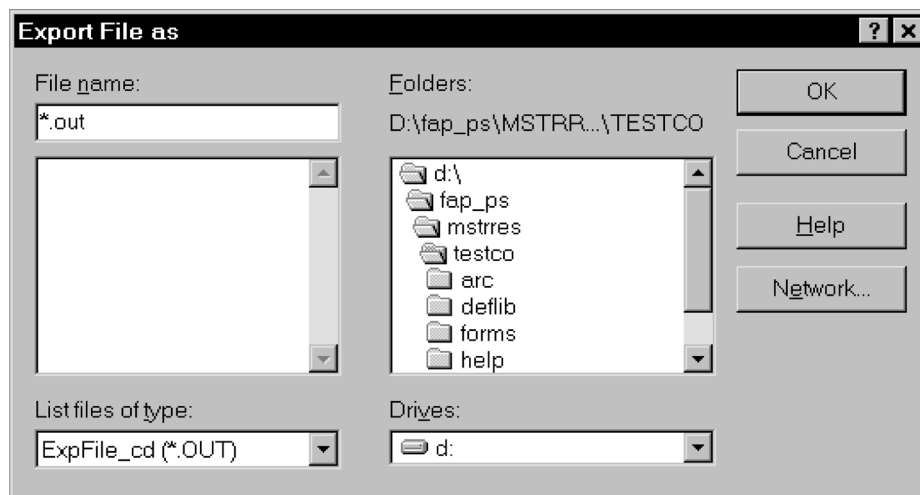 Export File as
File name:
*.out
List files of type:
ExpFile_cd (*.OUT)
Folders:
D:\fap_ps\MSTRR...\TESTCO
d:\
fap_ps
mstrres
testco
arc
deflib
forms
help
Drives:
d:
OK
Cancel
Help
Network...